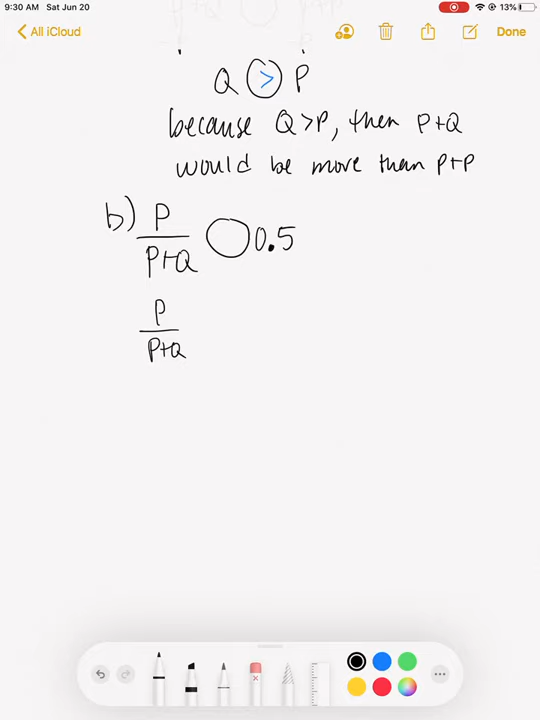 9:30 AM Sat Jun 20
13%
All iCloud
Done
Q > P
because Q>P, then P+Q
would be more than P+P
b) P
P+Q
0.5
P
P+Q